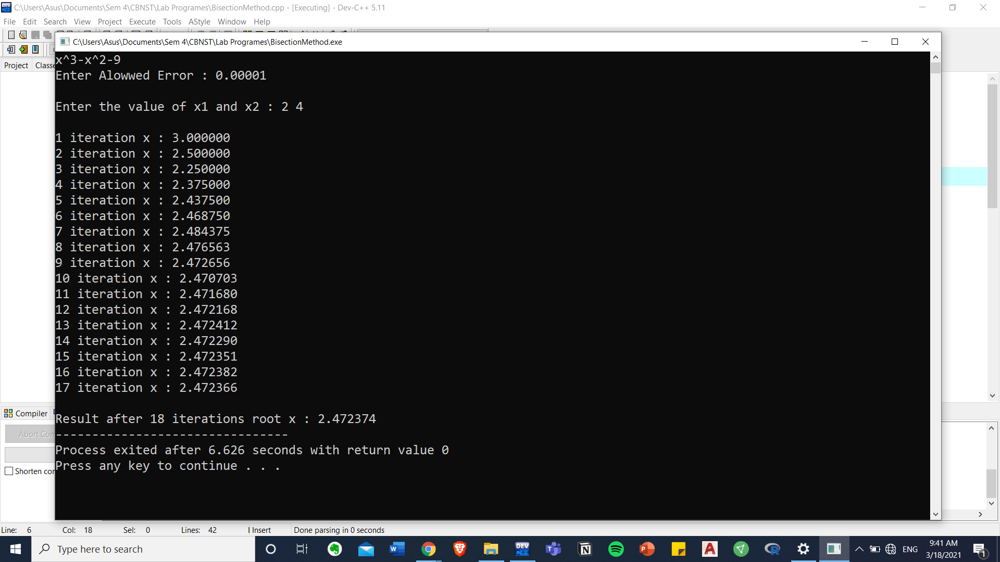 C:\Users\Asus\Documents\Sem 4\CBNST\Lab Programes\BisectionMethod.cpp - [Executing] - Dev-C++ 5.11
File Edit Search View Project Execute Tools AStyle Window Help
C:\Users\Asus\Documents\Sem 4\CBNST\Lab Programes\BisectionMethod.exe
Project Classe
x^3-x^2-9
Enter Alowwed Error : 0.00001
Enter the value of x1 and x2 : 2 4
1 iteration x : 3.000000
2 iteration x : 2.500000
3 iteration x : 2.250000
4 iteration x : 2.375000
5 iteration x : 2.437500
6 iteration x : 2.468750
7 iteration x : 2.484375
8 iteration x : 2.476563
9 iteration x : 2.472656
10 iteration x : 2.470703
11 iteration x : 2.471680
12 iteration x : 2.472168
13 iteration x : 2.472412
14 iteration x : 2.472290
15 iteration x : 2.472351
16 iteration x : 2.472382
17 iteration x : 2.472366
Result after 18 iterations root x : 2.472374
--------------------------------
Process exited after 6.626 seconds with return value 0
Press any key to continue . . .
Compiler
Abort Com
Shorten cor
Line: 6 Col: 18 Sel: 0 Lines: 42 Insert Done parsing in 0 seconds
Type here to search
ENG
9:41 AM
3/18/2021
1